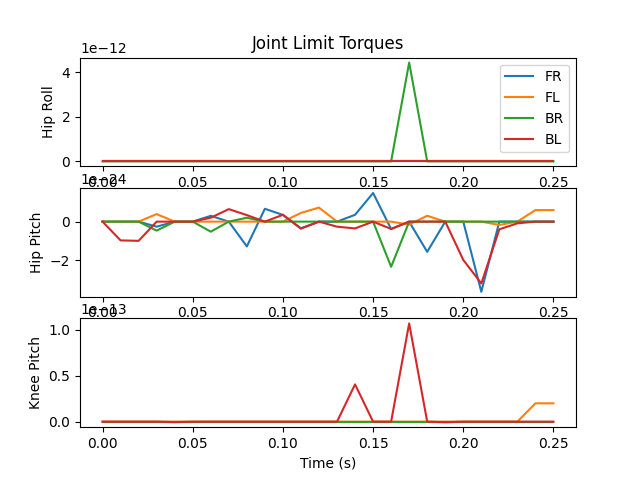 Joint Limit Torques
1e−12
4
2
0
Hip Roll
FR
FL
BR
BL
0.00 0.05 0.10 0.15 0.20 0.25
1e−24
0
−2
Hip Pitch
0.00 0.05 0.10 0.15 0.20 0.25
1e−13
1.0
0.5
0.0
Knee Pitch
0.00 0.05 0.10 0.15 0.20 0.25
Time (s)